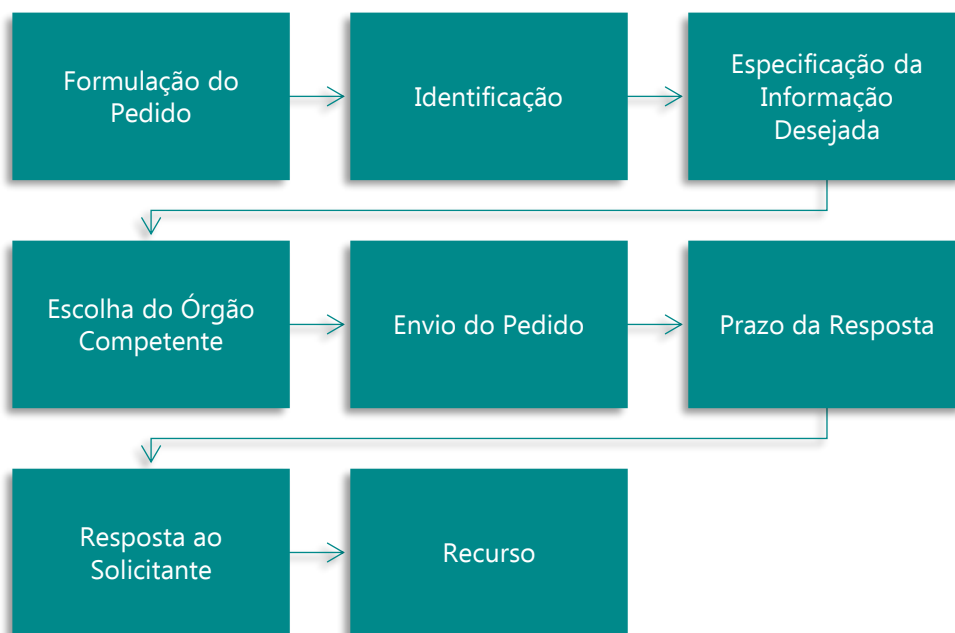 Formulação do
Pedido
Identificação
Especificação da
Informação
Desejada
Escolha do Órgão
Competente
Envio do Pedido
Prazo da Resposta
Resposta ao
Solicitante
Recurso